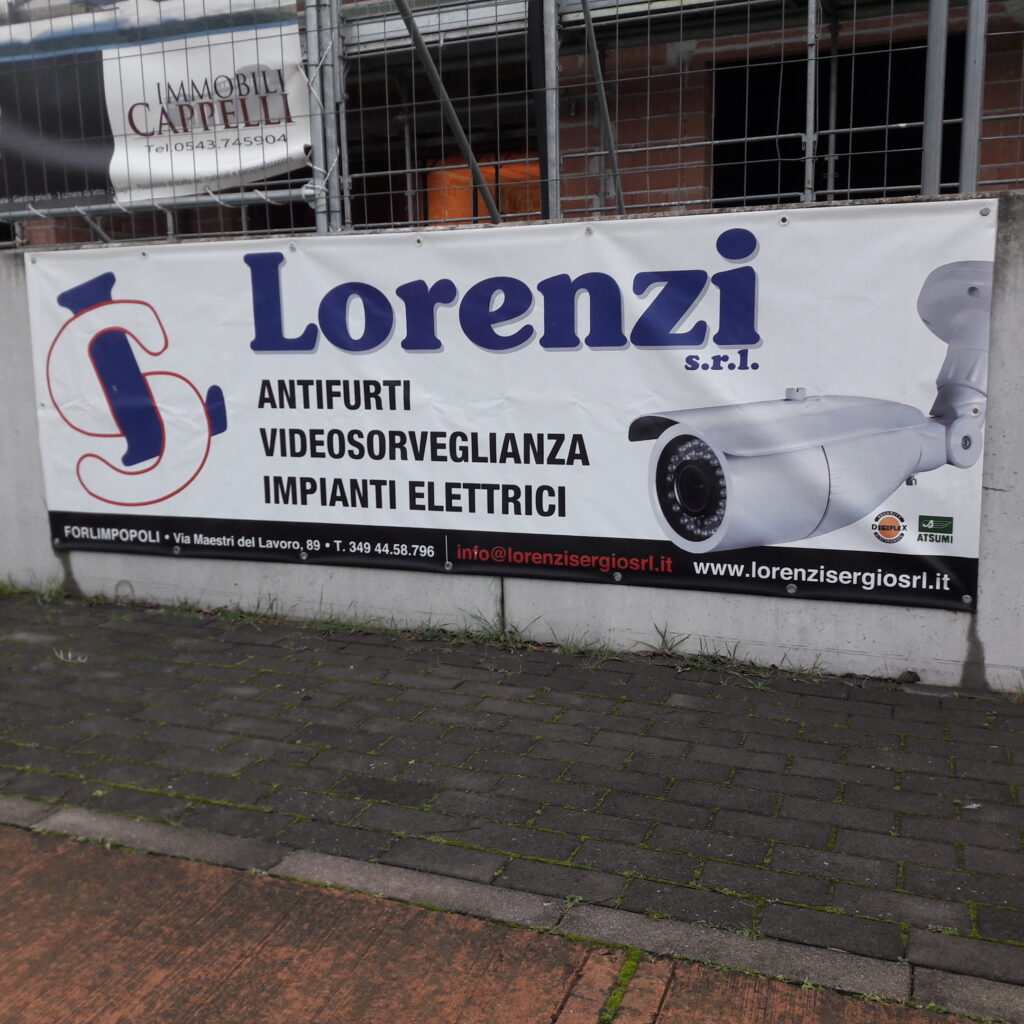 IMMOBILI
CAPPELLI
Tel.0543.745904
Lorenzi
s.r.l.
ANTIFURTI
VIDEOSORVEGLIANZA
IMPIANTI ELETTRICI
DIGIFLEX
ATSUMI
FORLIMPOPOLI • Via Maestri del Lavoro, 89 • T. 349 44.58.796 info@lorenzisergiosrl.it www.lorenzisergiosrl.it